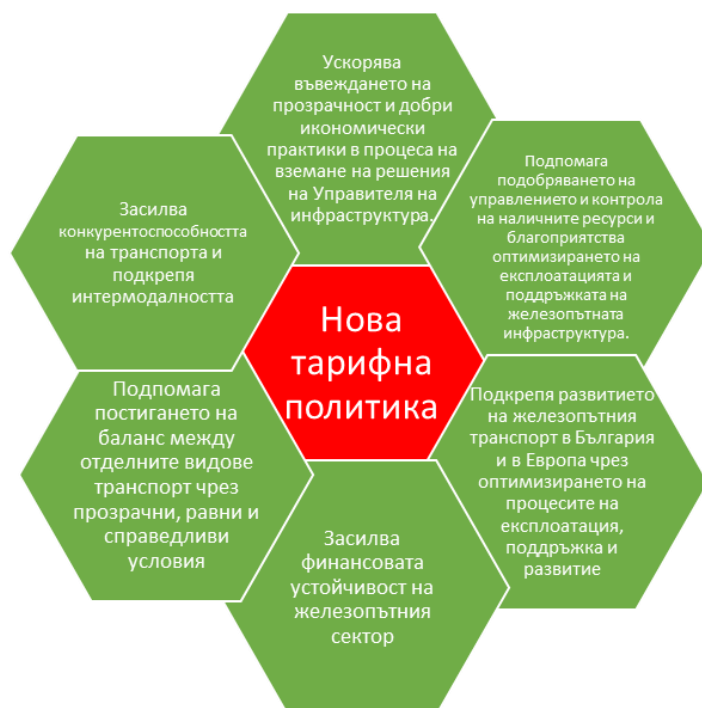 Ускорява
въвеждането на
прозрачност и добри
икономически
практики в процеса на
вземане на решения
на Управителя на
инфраструктура.
Подпомага
подобряването на
управлението и контрола
на наличните ресурси и
благоприятства
оптимизирането на
експлоатацията и
поддръжката на
железопътната
инфраструктура.
Подкрепя развитието
на железопътния
транспорт в България
и в Европа чрез
оптимизирането на
процесите на
експлоатация,
поддръжка и
развитие
Засилва
финансовата
устойчивост на
железопътния
сектор
Подпомага
постигането на
баланс между
отделните видове
транспорт чрез
прозрачни, равни и
справедливи
условия
Засилва
конкурентоспособността
на транспорта и
подкрепя
интермодалността
Нова
тарифна
политика